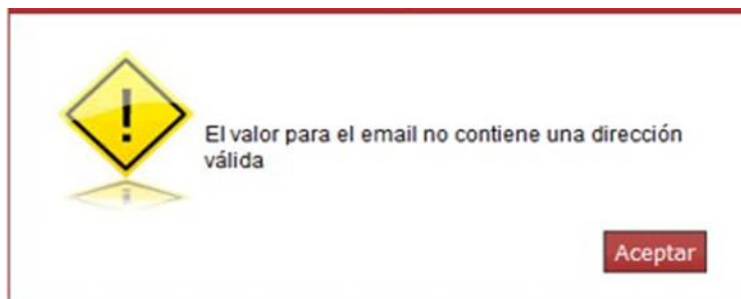 El valor para el email no contiene una dirección
válida
Aceptar